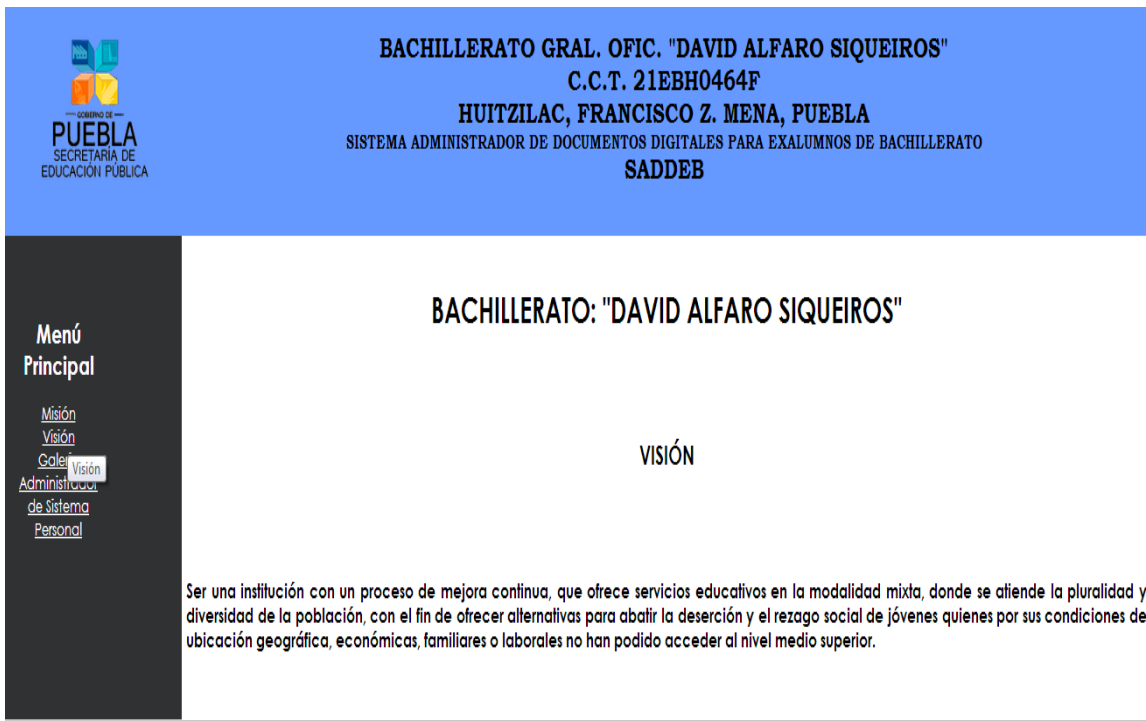 BACHILLERATO GRAL. OFIC. "DAVID ALFARO SIQUEIROS"
C.C.T. 21EBH0464F
HUITZILAC, FRANCISCO Z. MENA, PUEBLA
SISTEMA ADMINISTRADOR DE DOCUMENTOS DIGITALES PARA EXALUMNOS DE BACHILLERATO
SADDEB
GOBIERNO DE
PUEBLA
SECRETARÍA DE
EDUCACIÓN PÚBLICA
Menú
Principal
Misión
Visión
Visión
Administrador
de Sistema
Personal
BACHILLERATO: "DAVID ALFARO SIQUEIROS"
VISIÓN
Ser una institución con un proceso de mejora continua, que ofrece servicios educativos en la modalidad mixta, donde se atiende la pluralidad y
diversidad de la población, con el fin de ofrecer alternativas para abatir la deserción y el rezago social de jóvenes quienes por sus condiciones de
ubicación geográfica, económicas, familiares o laborales no han podido acceder al nivel medio superior.